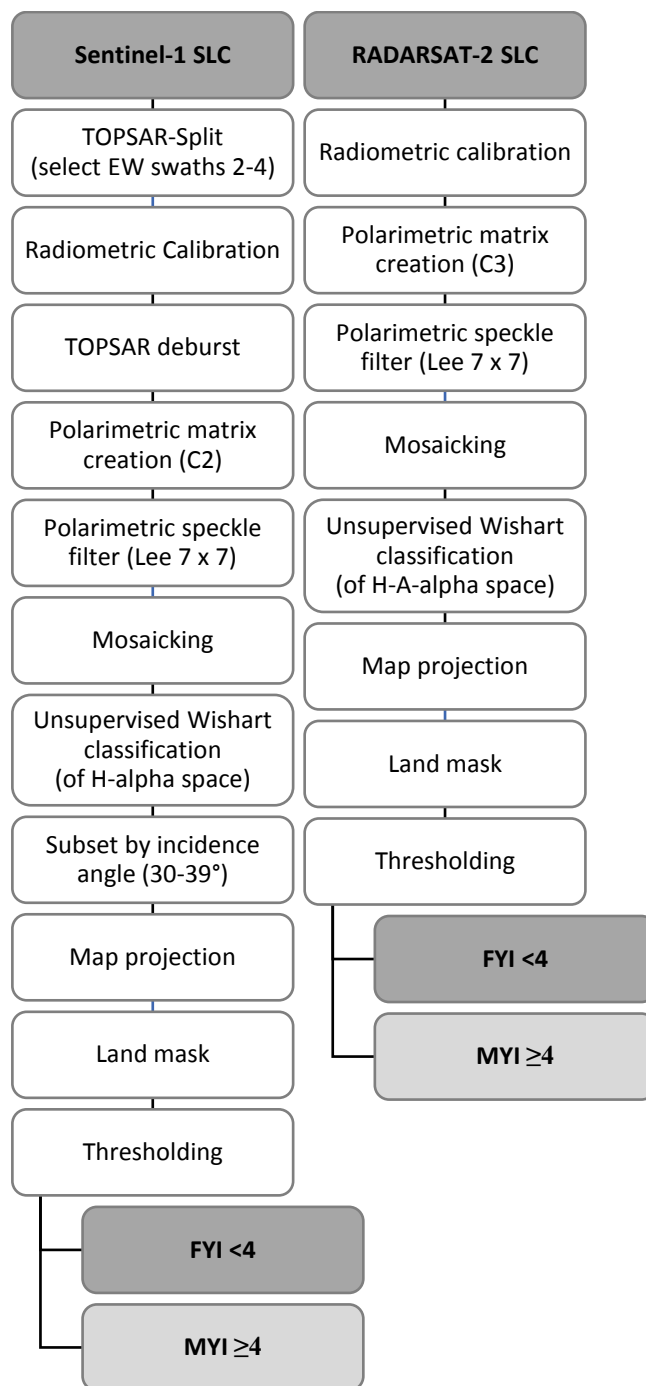 Sentinel-1 SLC
TOPSAR-Split
(select EW swaths 2-4)
Radiometric Calibration
TOPSAR deburst
Polarimetric matrix
creation (C2)
Polarimetric speckle
filter (Lee 7 x 7)
Mosaicking
Unsupervised Wishart
classification
(of H-alpha space)
Subset by incidence
angle (30-39°)
Map projection
Land mask
Thresholding
FYI <4
MYI ≥4
RADARSAT-2 SLC
Radiometric calibration
Polarimetric matrix
creation (C3)
Polarimetric speckle
filter (Lee 7 x 7)
Mosaicking
Unsupervised Wishart
classification
(of H-A-alpha space)
Map projection
Land mask
Thresholding
FYI <4
MYI ≥4